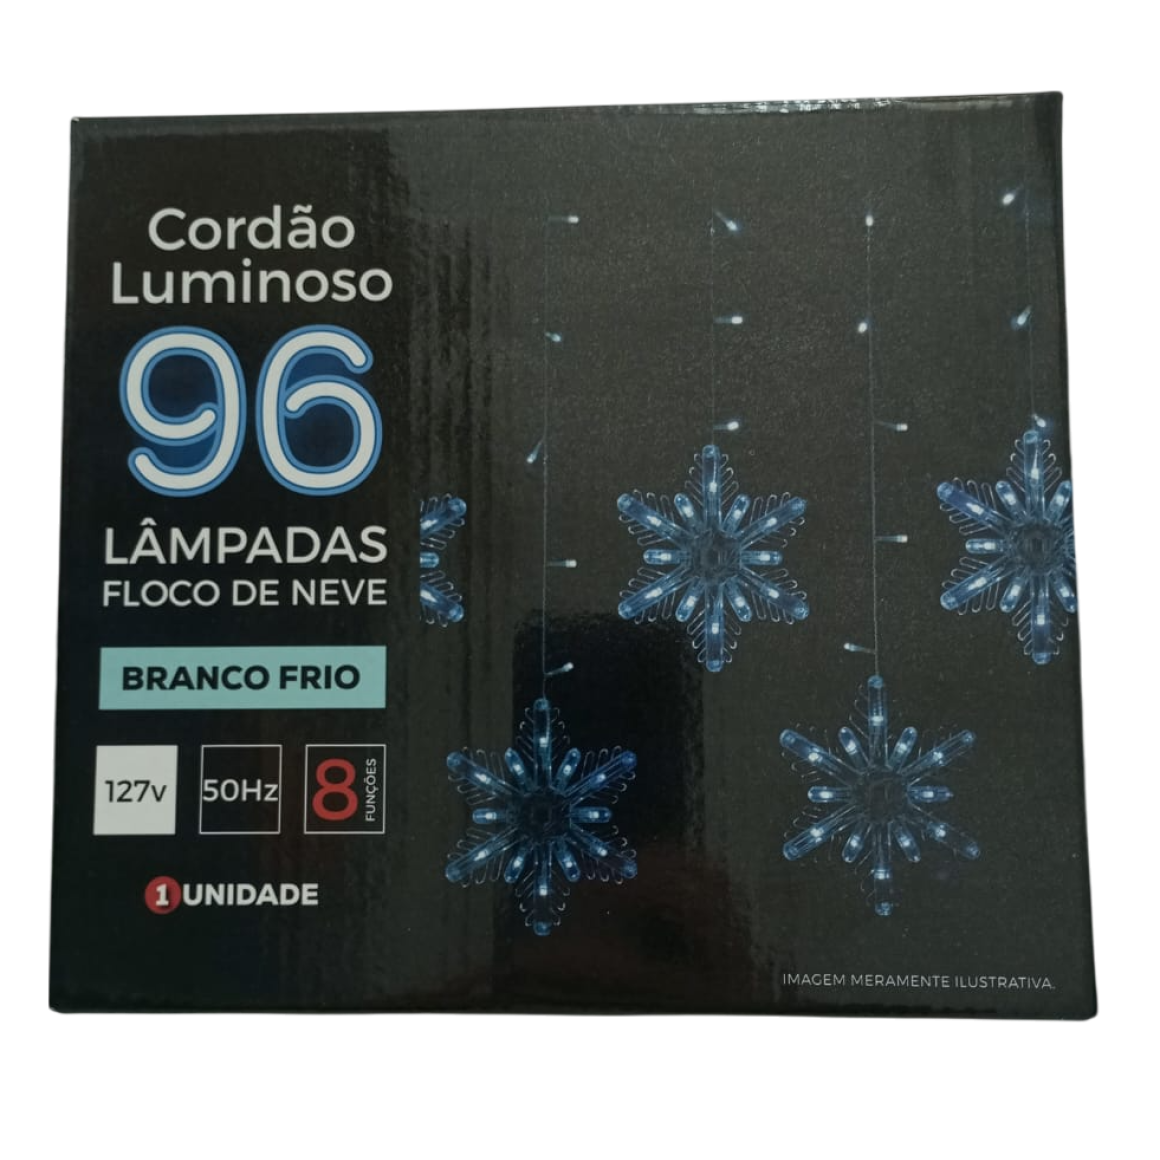 Cordão
Luminoso
96
LÂMPADAS
FLOCO DE NEVE
BRANCO FRIO
127v
50Hz
8 FUNÇÕES
1 UNIDADE
IMAGEM MERAMENTE ILUSTRATIVA.